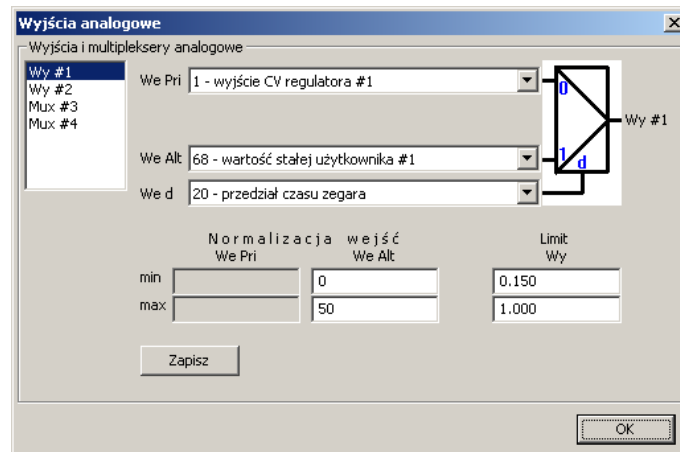 Wyjścia analogowe
Wyjścia i multipleksery analogowe
Wy #1
Wy #2
Mux #3
Mux #4
We Pri 1 - wyjście CV regulatora #1
0
Wy #1
We Alt 68 - wartość stałej użytkownika #1
1 d
We d 20 - przedział czasu zegara
Normalizacja wejść Limit
We Pri We Alt Wy
min 0 0.150
max 50 1.000
Zapisz
OK